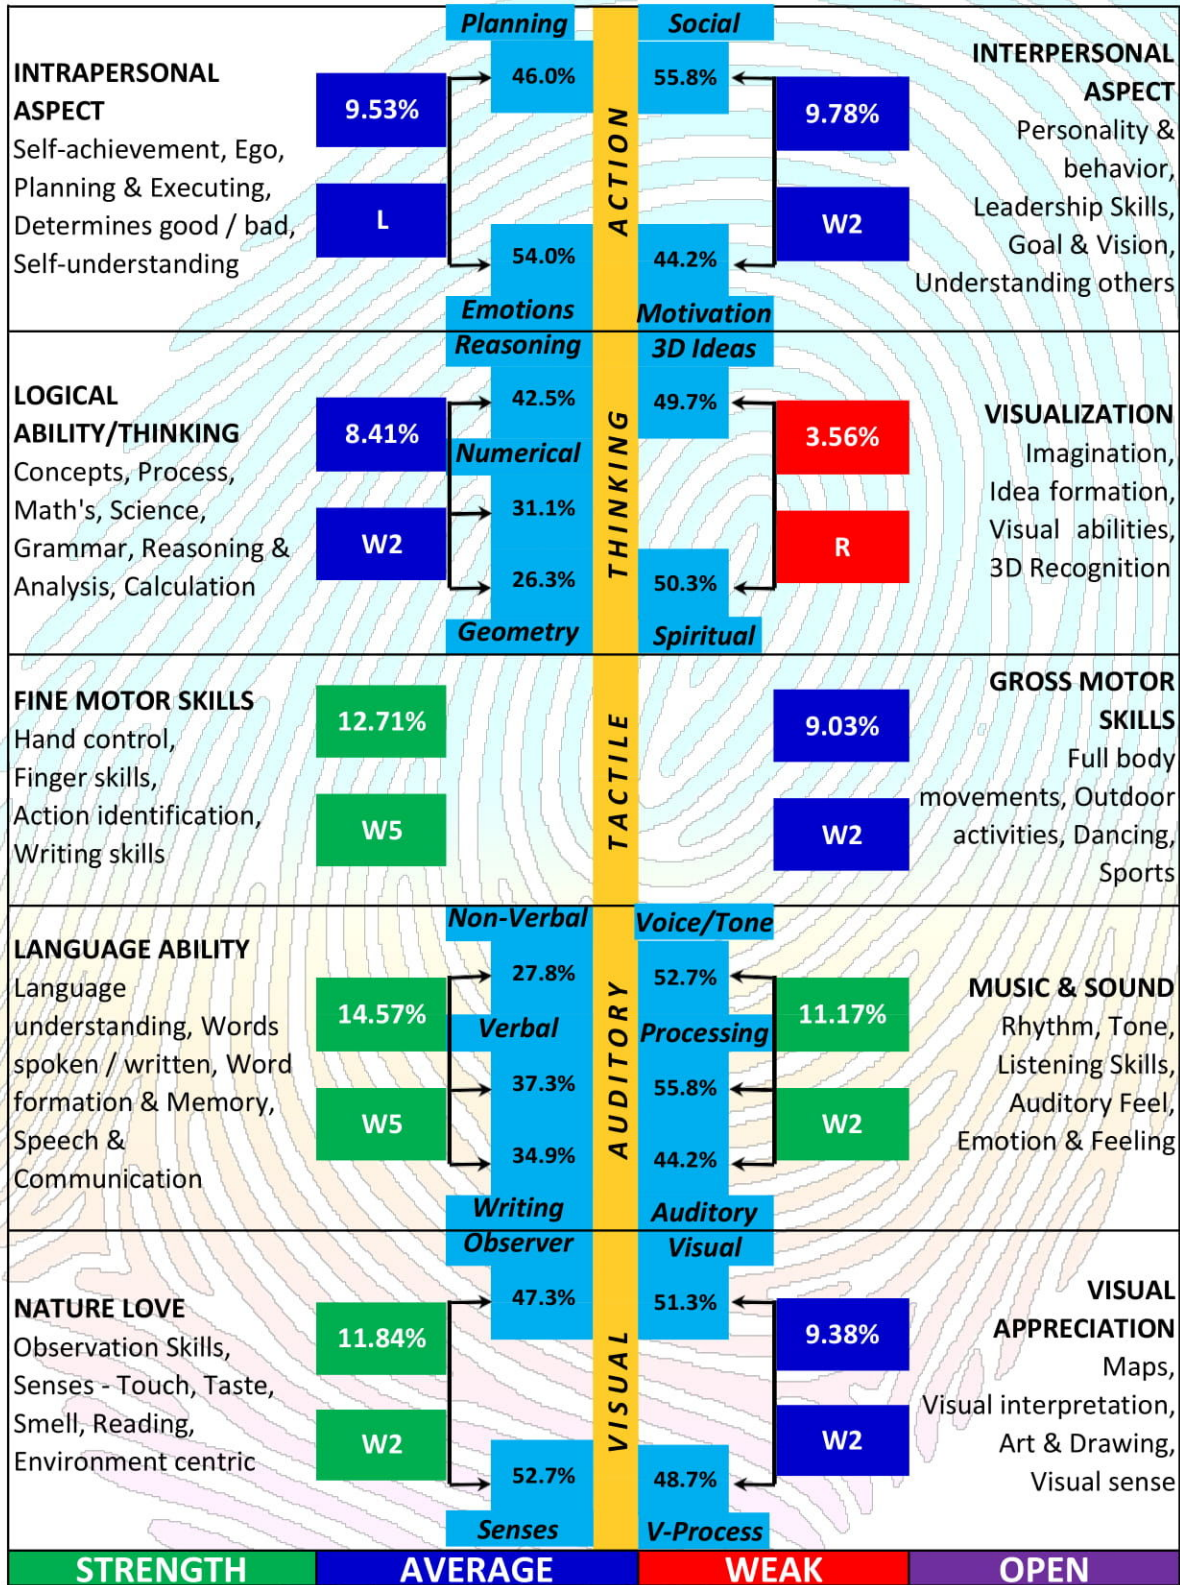 Planning
Social
INTRAPERSONAL
ASPECT
Self-achievement, Ego,
Planning & Executing,
Determines good / bad,
Self-understanding
9.53%
L
46.0%
54.0%
Emotions
ACTION
55.8%
44.2%
Motivation
9.78%
W2
INTERPERSONAL
ASPECT
Personality &
behavior,
Leadership Skills,
Goal & Vision,
Understanding others
Reasoning
3D Ideas
LOGICAL
ABILITY/THINKING
Concepts, Process,
Math's, Science,
Grammar, Reasoning &
Analysis, Calculation
8.41%
W2
42.5%
Numerical
31.1%
26.3%
Geometry
THINKING
49.7%
50.3%
Spiritual
3.56%
R
VISUALIZATION
Imagination,
Idea formation,
Visual abilities,
3D Recognition
FINE MOTOR SKILLS
Hand control,
Finger skills,
Action identification,
Writing skills
12.71%
W5
TACTILE
9.03%
W2
GROSS MOTOR
SKILLS
Full body
movements, Outdoor
activities, Dancing,
Sports
Non-Verbal
Voice/Tone
LANGUAGE ABILITY
Language
understanding, Words
spoken / written, Word
formation & Memory,
Speech &
Communication
14.57%
W5
27.8%
Verbal
37.3%
34.9%
Writing
AUDITORY
52.7%
Processing
55.8%
44.2%
Auditory
11.17%
W2
MUSIC & SOUND
Rhythm, Tone,
Listening Skills,
Auditory Feel,
Emotion & Feeling
Observer
Visual
NATURE LOVE
Observation Skills,
Senses - Touch, Taste,
Smell, Reading,
Environment centric
11.84%
W2
47.3%
52.7%
Senses
VISUAL
51.3%
48.7%
V-Process
9.38%
W2
VISUAL
APPRECIATION
Maps,
Visual interpretation,
Art & Drawing,
Visual sense
STRENGTH
AVERAGE
WEAK
OPEN